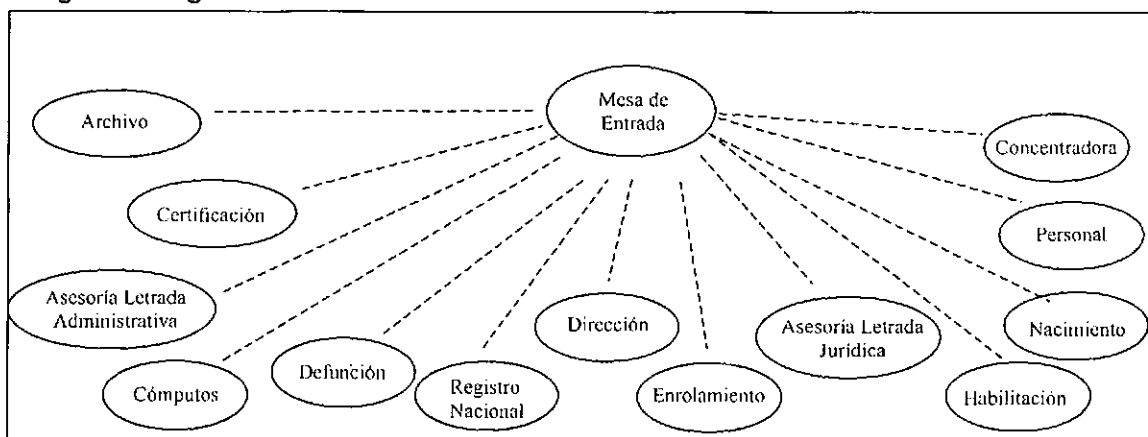 Mesa de
Entrada
Archivo
Concentradora
Certificación
Personal
Asesoría Letrada
Administrativa
Dirección
Asesoría Letrada
Jurídica
Nacimiento
Cómputos
Defunción
Registro
Nacional
Enrolamiento
Habilitación